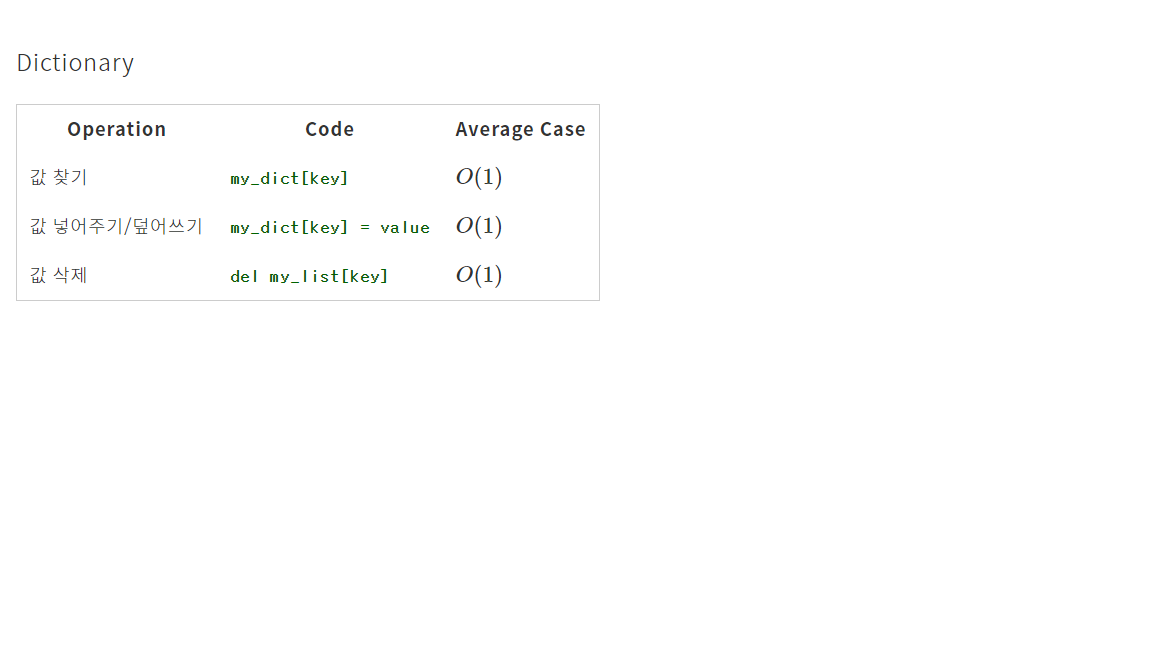 Dictionary
Operation Code Average Case
값 찾기 my_dict[key] O(1)
값 넣어주기/덮어쓰기 my_dict[key] = value O(1)
값 삭제 del my_list[key] O(1)